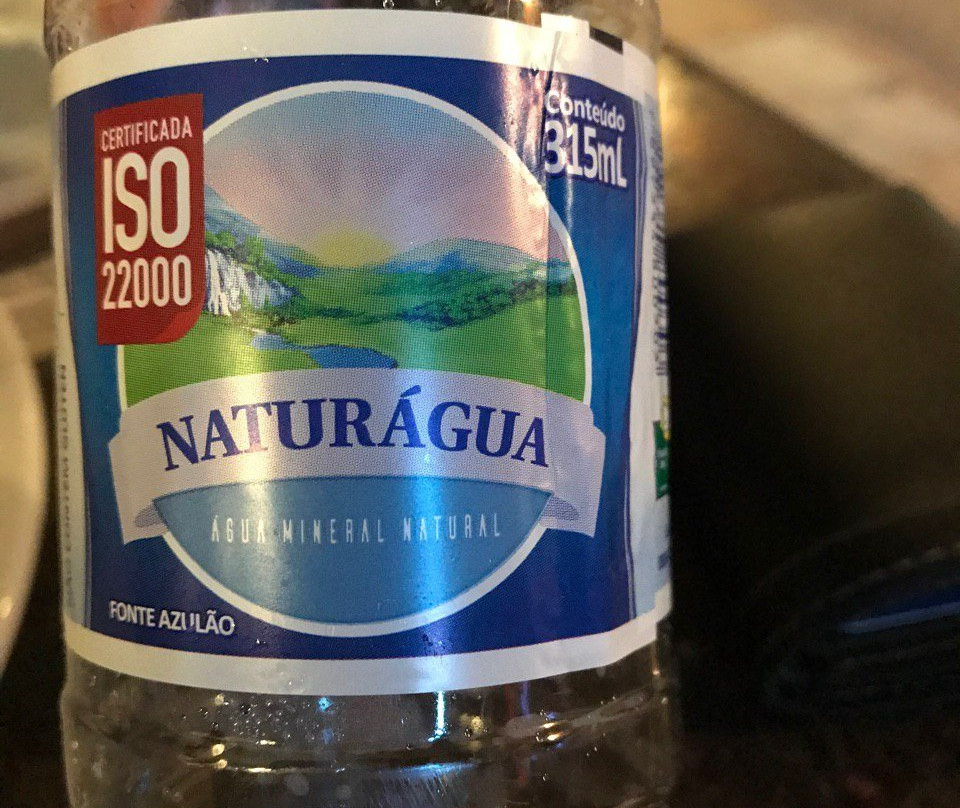 CERTIFICADA
ISO
22000
Conteúdo
315mL
NATURÁGUA
ÁGUA MINERAL NATURAL
FONTE AZULÃO